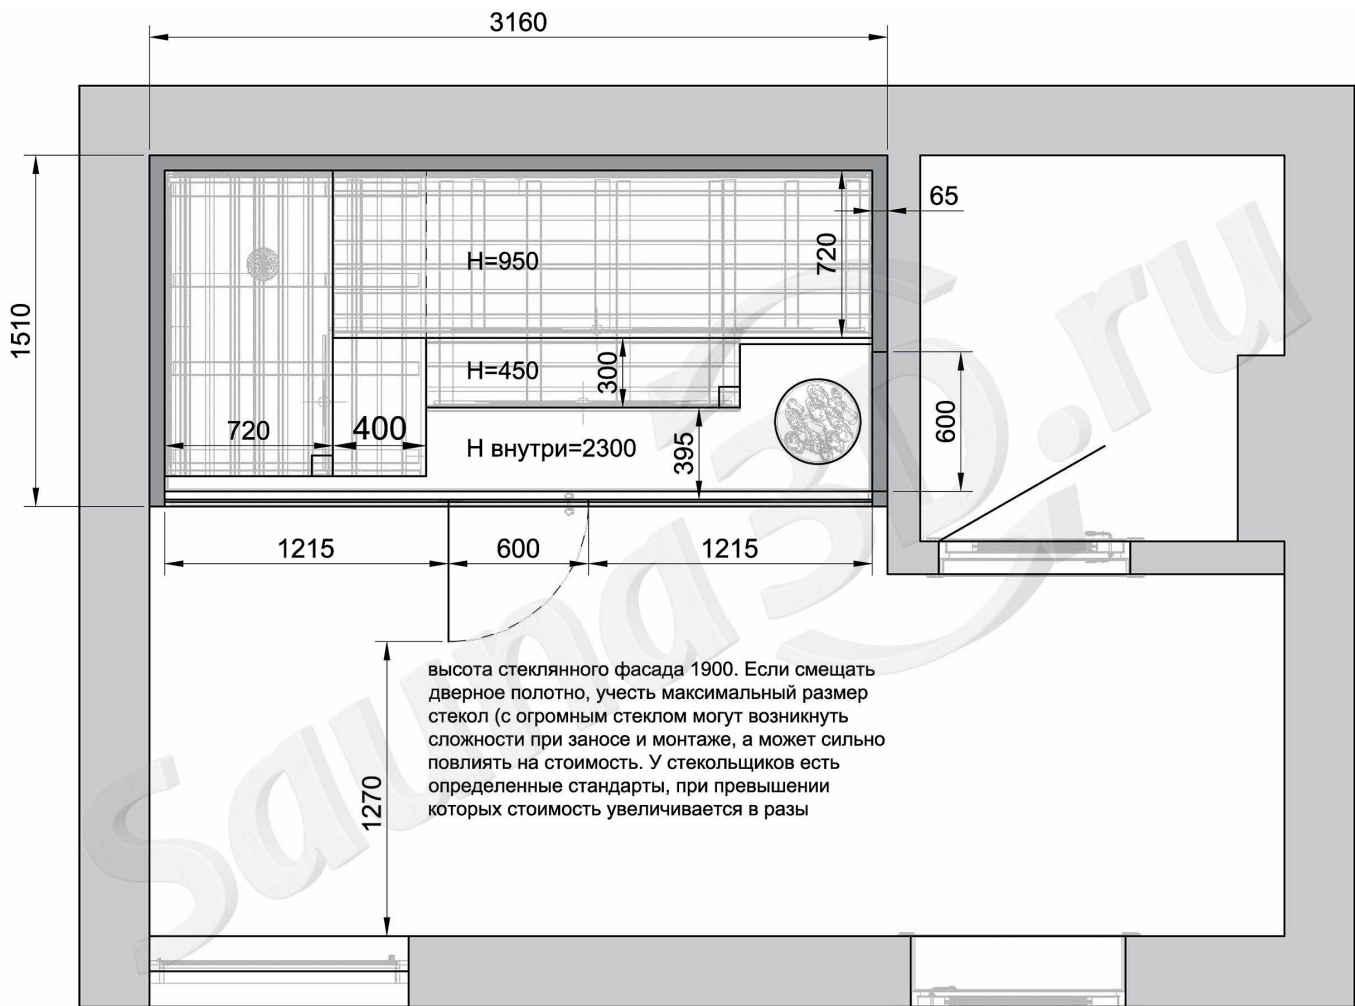 3160
65
720
H=950
1510
H=450
300
600
720
400
H внутри=2300
395
1215
600
1215
высота стеклянного фасада 1900. Если смещать
дверное полотно, учесть максимальный размер
стекол (с огромным стеклом могут возникнуть
сложности при заносе и монтаже, а может сильно
повлиять на стоимость. У стекольщиков есть
определенные стандарты, при превышении
которых стоимость увеличивается в разы
1270
Sauna3D.ru